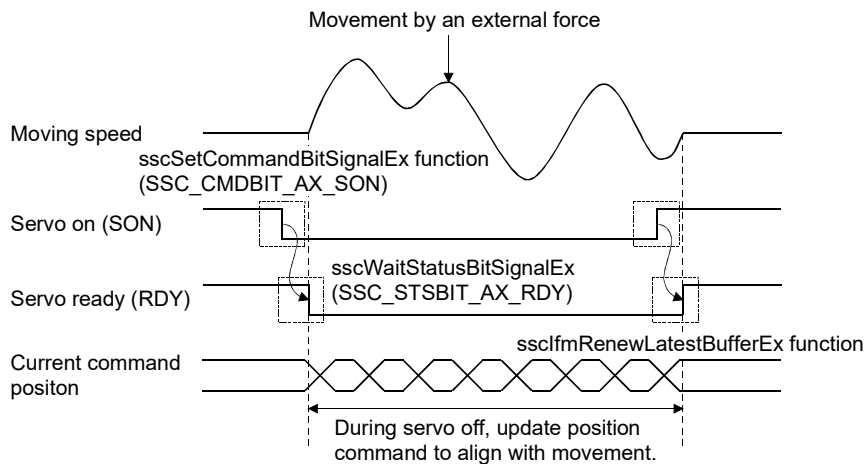 Movement by an external force
Moving speed
sscSetCommandBitSignalEx function
(SSC_CMDBIT_AX_SON)
Servo on (SON)
sscWaitStatusBitSignalEx
(SSC_STSBIT_AX_RDY)
Servo ready (RDY)
sscIfmRenewLatestBufferEx function
Current command
positon
During servo off, update position
command to align with movement.